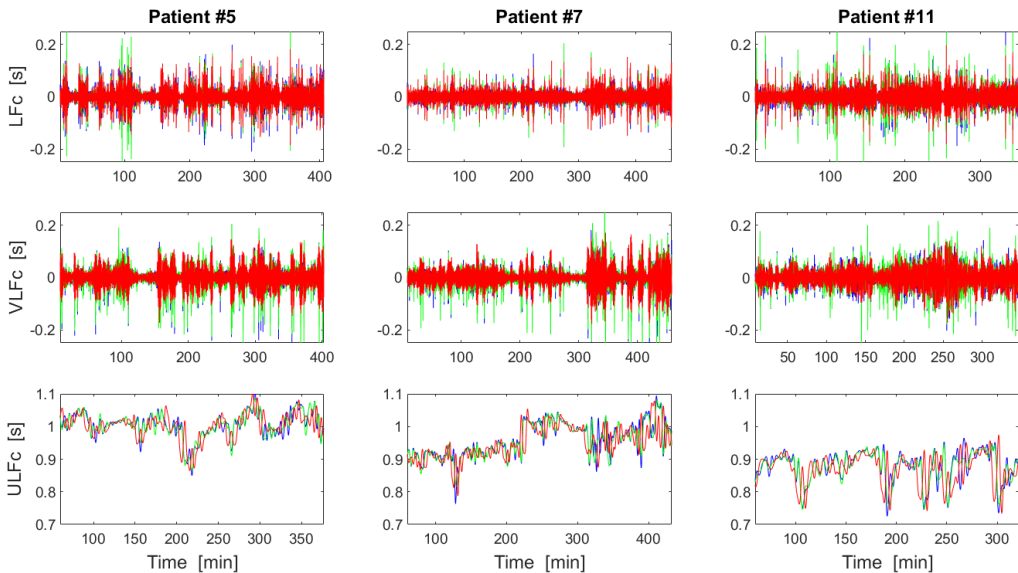 Patient #5 Patient #7 Patient #11
0.2 0.2 0.2
LFc [s] 0 0 0
-0.2 -0.2 -0.2
100 200 300 400 100 200 300 400 100 200 300
0.2 0.2 0.2
VLFc [s] 0 0 0
-0.2 -0.2 -0.2
100 200 300 400 100 200 300 400 50 100 150 200 250 300
1.1 1.1 1.1
1 1 1
ULFc [s] 0.9 0.9 0.9
0.8 0.8 0.8
0.7 0.7 0.7
100 150 200 250 300 350 100 200 300 400 100 150 200 250 300
Time [min] Time [min] Time [min]